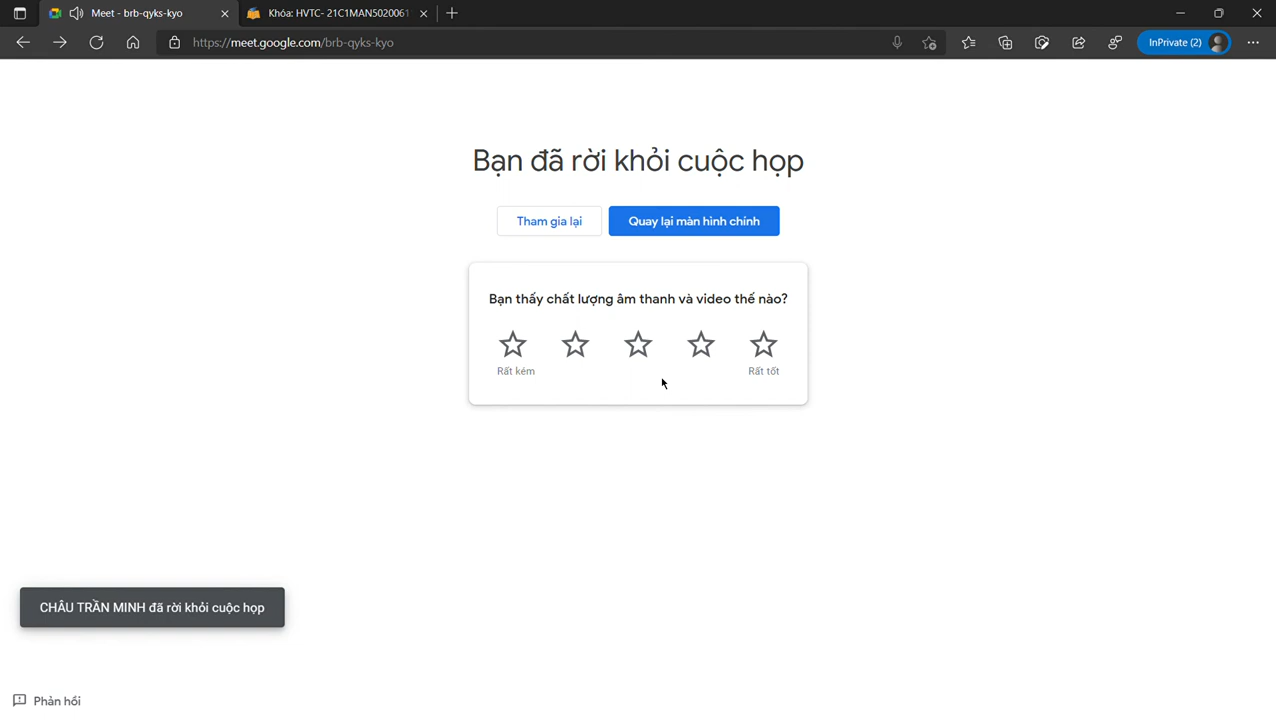 Meet - brb-qyks-kyo
Khóa: HVTC- 21C1MAN5020061
https://meet.google.com/brb-qyks-kyo
InPrivate (2)
Bạn đã rời khỏi cuộc họp
Tham gia lại
Quay lại màn hình chính
Bạn thấy chất lượng âm thanh và video thế nào?
Rất kém
Rất tốt
CHÂU TRẦN MINH đã rời khỏi cuộc họp
Phản hồi